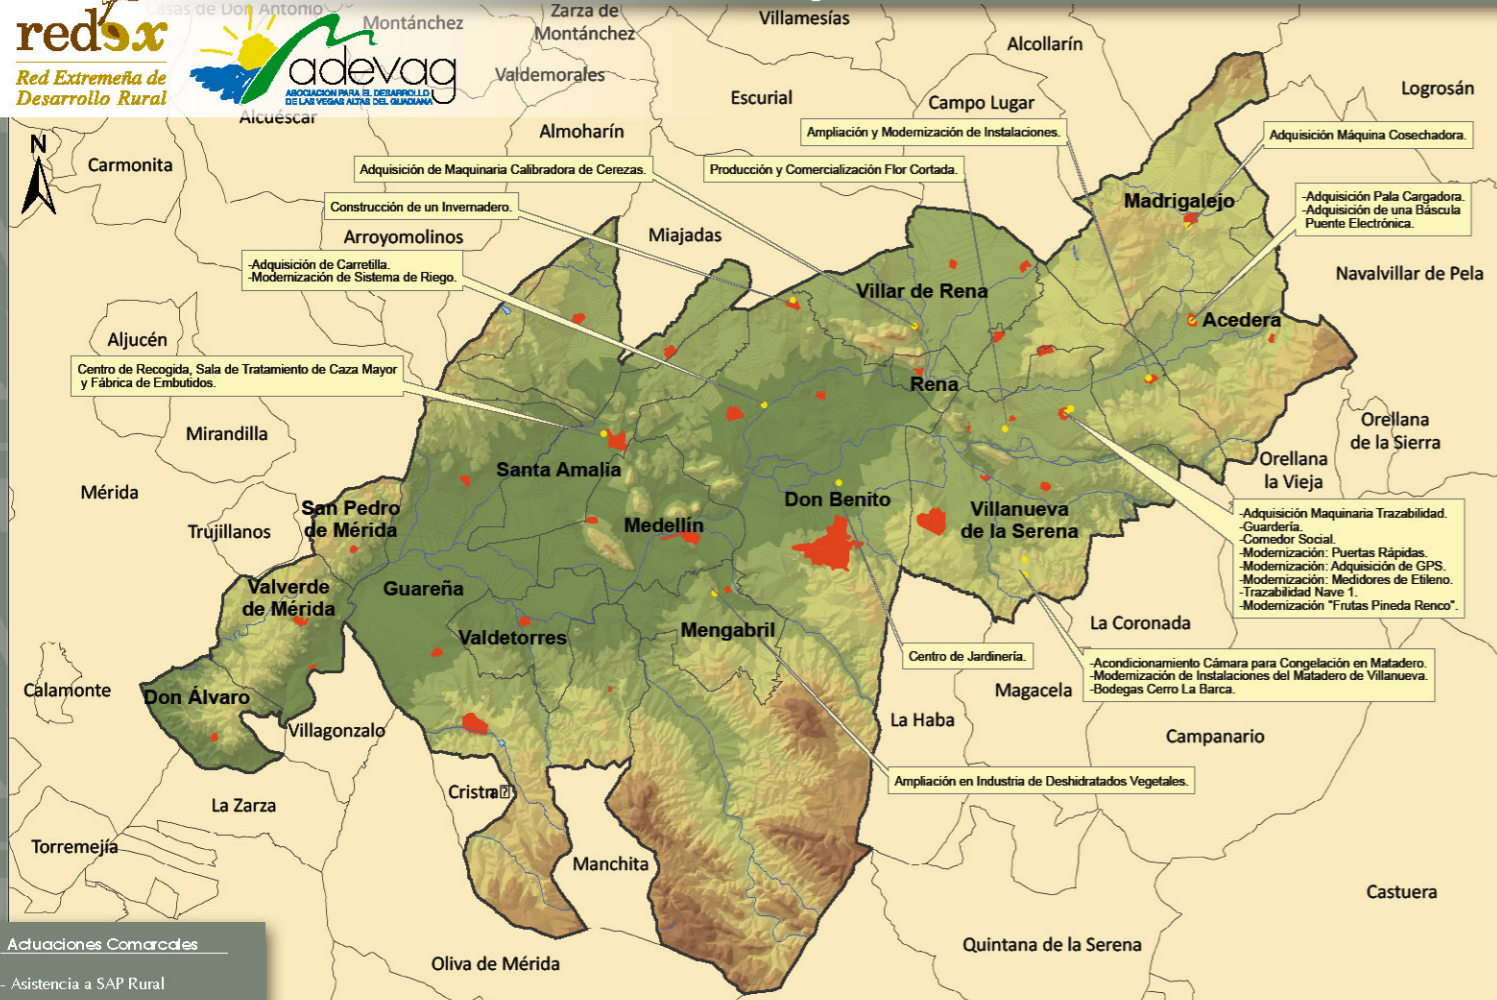 Casas de Don Antonio
redex
Red Extremeña de
Desarrollo Rural
adevag
ASOCIACION PARA EL DESARROLLO
DE LAS VEGAS ALTAS DEL GUADIANA
Montánchez
Zarza de
Montánchez
Villamesías
Alcollarín
Valdemorales
Escurial
Campo Lugar
Logrosán
Alcuéscar
Almoharín
N
Carmonita
Ampliación y Modernización de Instalaciones.
Adquisición Máquina Cosechadora.
Adquisición de Maquinaria Calibradora de Cerezas.
Producción y Comercialización Flor Cortada.
Madrigalejo
-Adquisición Pala Cargadora.
-Adquisición de una Báscula
Puente Electrónica.
Construcción de un Invernadero.
Arroyomolinos
Miajadas
-Adquisición de Carretilla.
-Modernización de Sistema de Riego.
Navalvillar de Pela
Villar de Rena
Acedera
Aljucén
Centro de Recogida, Sala de Tratamiento de Caza Mayor
y Fábrica de Embutidos.
Rena
Mirandilla
Orellana
de la Sierra
Orellana
la Vieja
Santa Amalia
Mérida
San Pedro
de Mérida
Trujillanos
Medellín
Don Benito
Villanueva
de la Serena
-Adquisición Maquinaria Trazabilidad.
-Guardería.
-Comedor Social.
-Modernización: Puertas Rápidas.
-Modernización: Adquisición de GPS.
-Modernización: Medidores de Etileno.
-Trazabilidad Nave 1.
-Modernización "Frutas Pineda Renco".
Valverde
de Mérida
Guareña
Valdetorres
Mengabril
La Coronada
Centro de Jardinería.
-Acondicionamiento Cámara para Congelación en Matadero.
-Modernización de Instalaciones del Matadero de Villanueva.
-Bodegas Cerro La Barca.
Calamonte
Don Álvaro
Magacela
Villagonzalo
La Haba
Campanario
Ampliación en Industria de Deshidratados Vegetales.
La Zarza
Torremejía
Manchita
Castuera
Quintana de la Serena
Oliva de Mérida
Actuaciones Comarcales
- Asistencia a SAP Rural